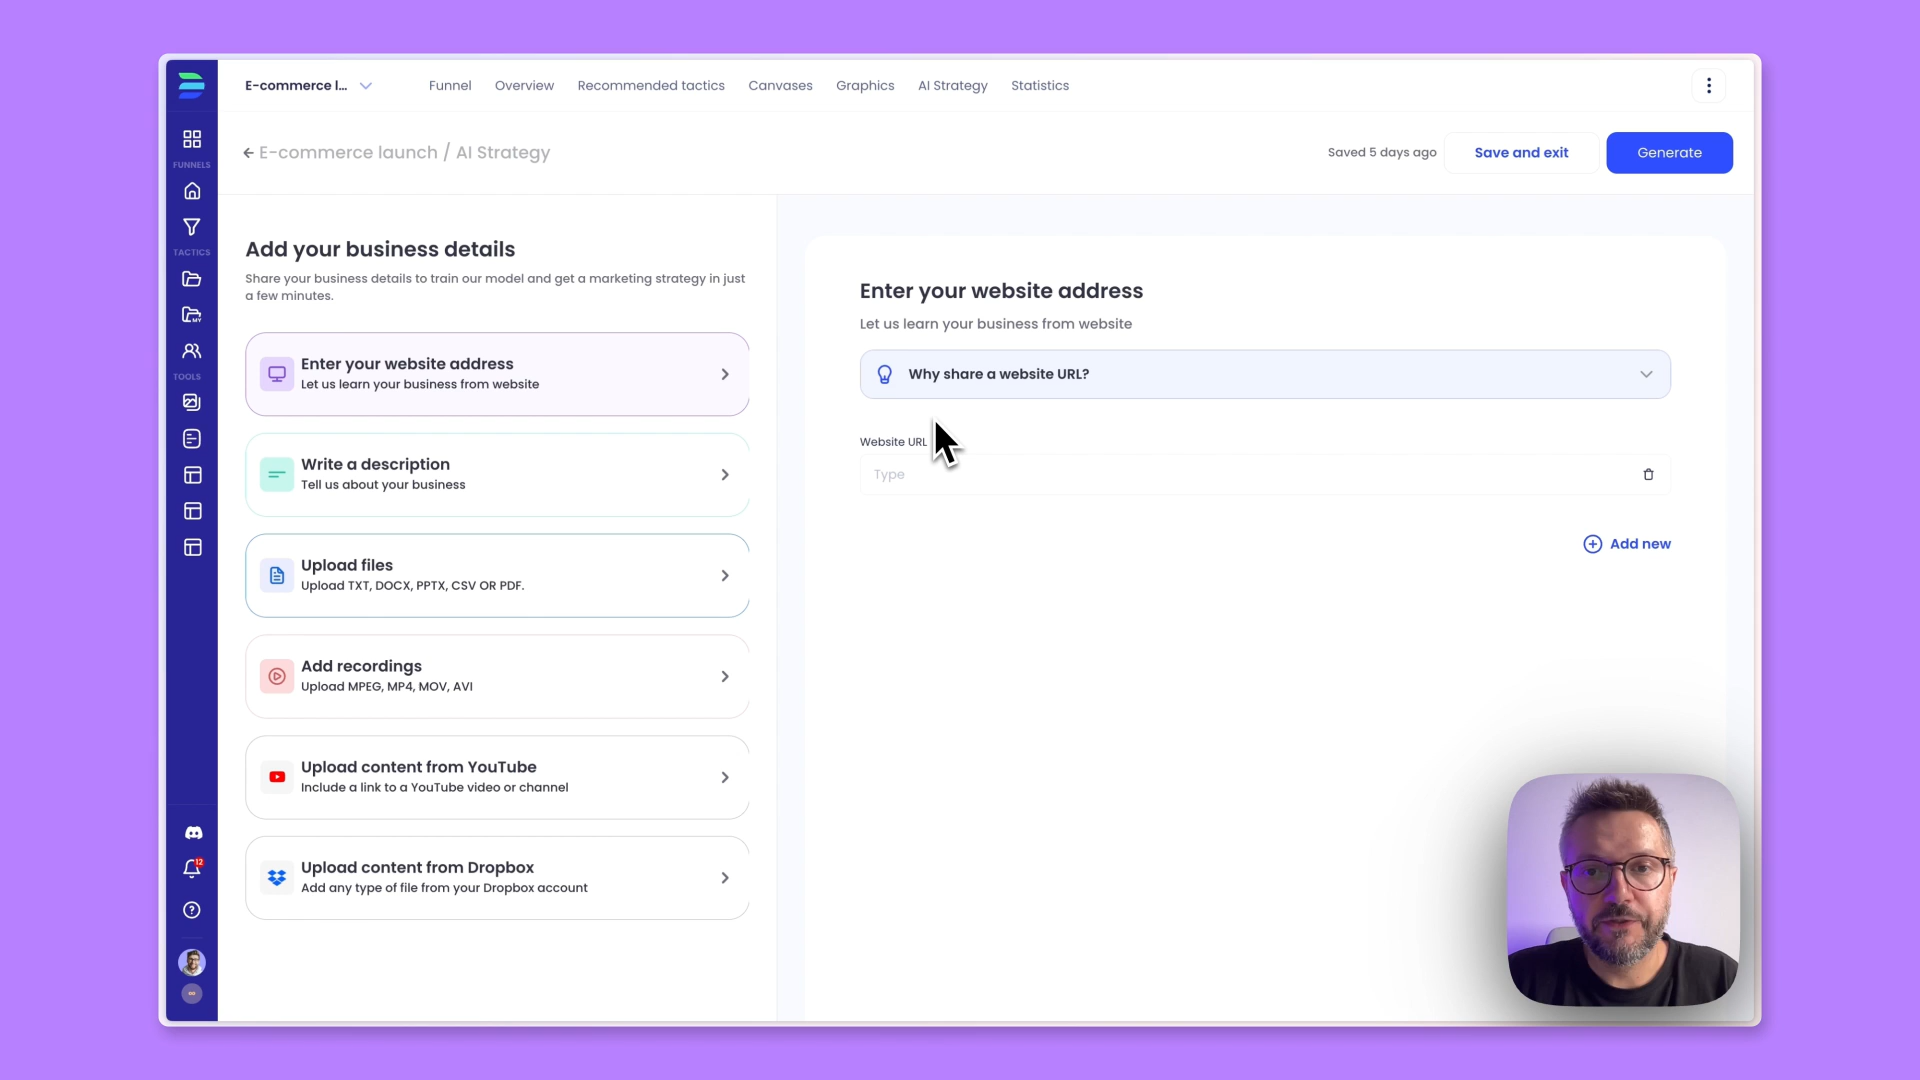 E-commerce l...
Funnel
Overview
Recommended tactics
Canvases
Graphics
AI Strategy
Statistics
E-commerce launch / AI Strategy
Saved 5 days ago
Save and exit
Generate
FUNNELS
TACTICS
MY
TOOLS
12
Add your business details
Share your business details to train our model and get a marketing strategy in just
a few minutes.
Enter your website address
Let us learn your business from website
Write a description
Tell us about your business
Upload files
Upload TXT, DOCX, PPTX, CSV OR PDF.
Add recordings
Upload MPEG, MP4, MOV, AVI
Upload content from YouTube
Include a link to a YouTube video or channel
Upload content from Dropbox
Add any type of file from your Dropbox account
Enter your website address
Let us learn your business from website
Why share a website URL?
Website URL
Type
Add new